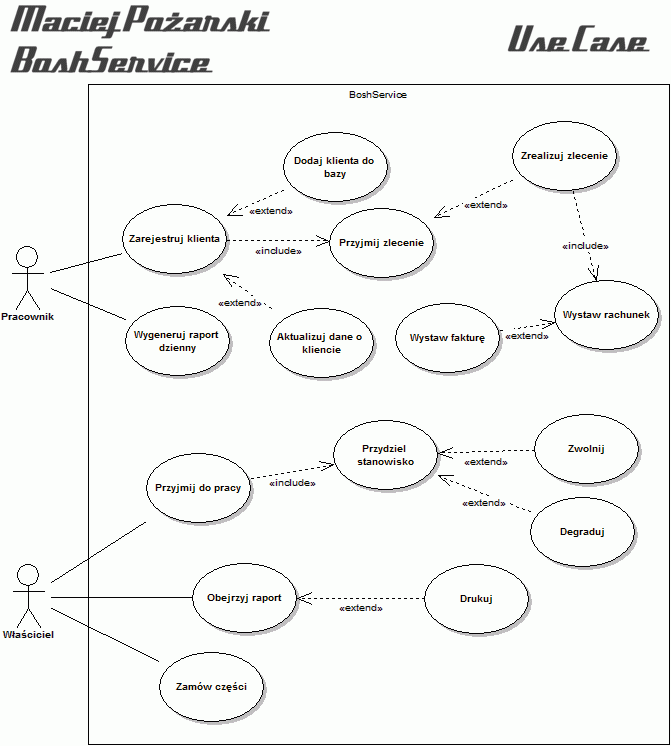 Maciej Pożarski
BoshService
Use Case
BoshService
Dodaj klienta do
bazy
Zrealizuj zlecenie
«extend»
«extend»
Zarejestruj klienta
«include»
Przyjmij zlecenie
«include»
Pracownik
«extend»
Wygeneruj raport
dzienny
Aktualizuj dane o
kliencie
Wystaw fakturę
«extend»
Wystaw rachunek
Przydziel
stanowisko
Zwolnij
«extend»
Przyjmij do pracy
«include»
«extend»
Degraduj
Właściciel
Obejrzyj raport
«extend»
Drukuj
Zamów części